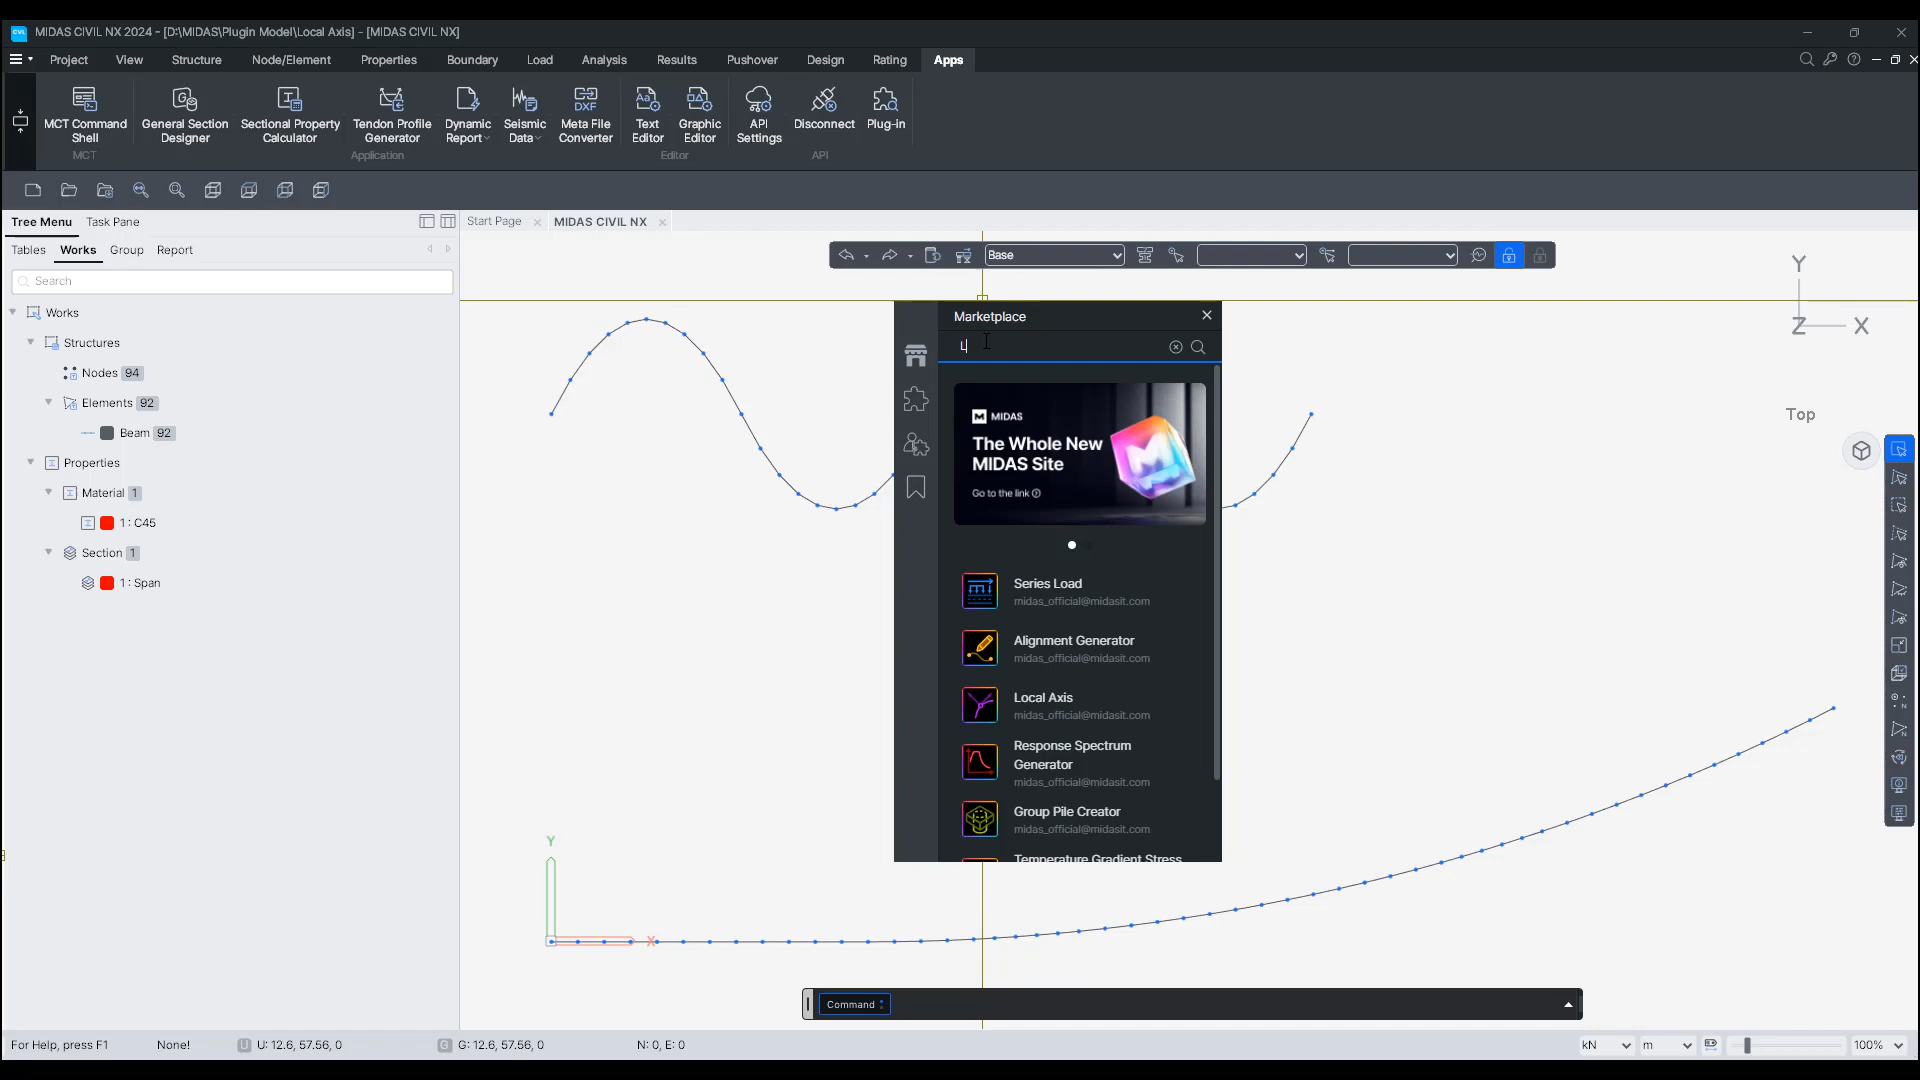 MIDAS CIVIL NX 2024 - [D:\MIDAS\Plugin Model\Local Axis] - [MIDAS CIVIL NX]
Project View Structure Node/Element Properties Boundary Load Analysis Results Pushover Design Rating Apps
MCT Command Shell
General Section Designer
Sectional Property Calculator
Tendon Profile Generator
Dynamic Report
Seismic Data
DXF
Meta File Converter
Aa
Text Editor
Graphic Editor
API Settings
Disconnect
Plug-in
MCT Application Editor API
Tree Menu Task Pane
Start Page MIDAS CIVIL NX
Tables Works Group Report
Base
Search
Works
Structures
Nodes 94
Elements 92
Beam 92
Properties
Material 1
1 : C45
Section 1
1 : Span
Marketplace
L
MIDAS
The Whole New
MIDAS Site
Go to the link
Series Load
midas_official@midasit.com
Alignment Generator
midas_official@midasit.com
Local Axis
midas_official@midasit.com
Response Spectrum
Generator
midas_official@midasit.com
Group Pile Creator
midas_official@midasit.com
Temperature Gradient Stress
Y
Z X
Top
Y
X
Command :
For Help, press F1 None! U U: 12.6, 57.56, 0 G G: 12.6, 57.56, 0 N: 0, E: 0 kN m 100%